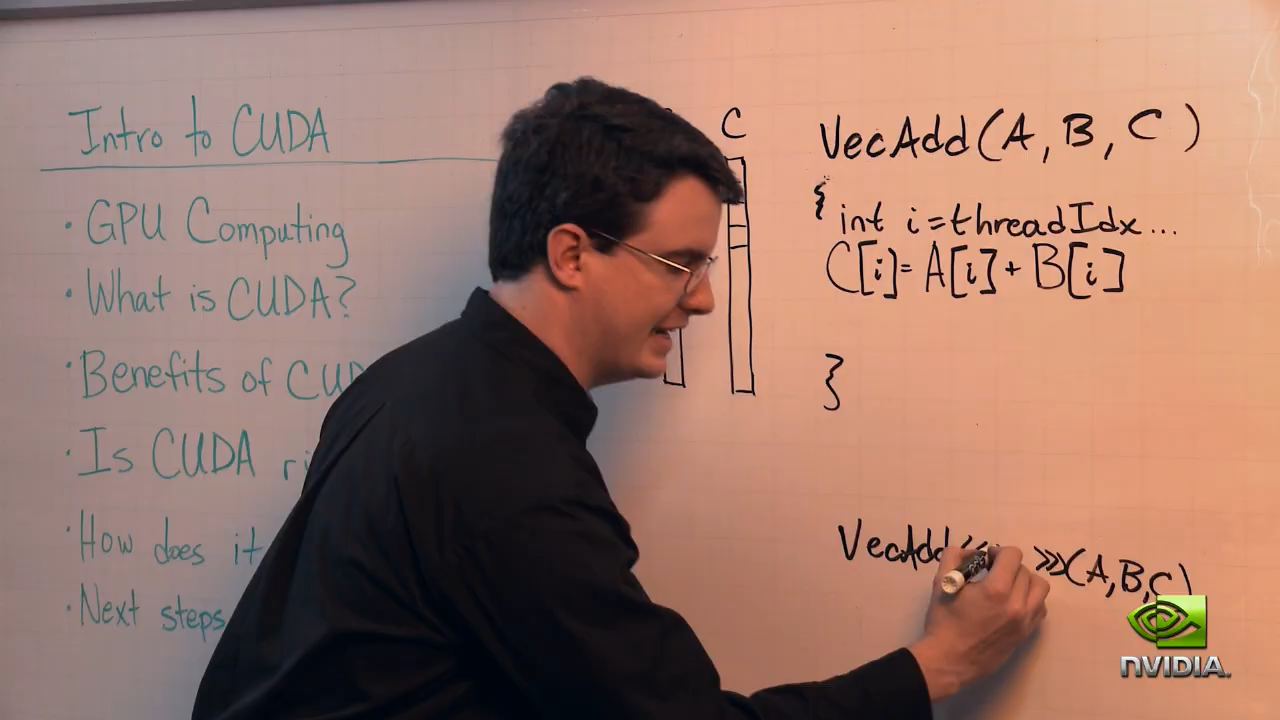 Intro to CUDA
• GPU Computing
• What is CUDA?
• Benefits of
• Is CUDA
• How does it
• Next steps
C
VecAdd(A, B, C)
{ int i=threadIdx...
C[i]= A[i] + B[i]
}
VecAdd<< >>>(A,B,C)
NVIDIA.